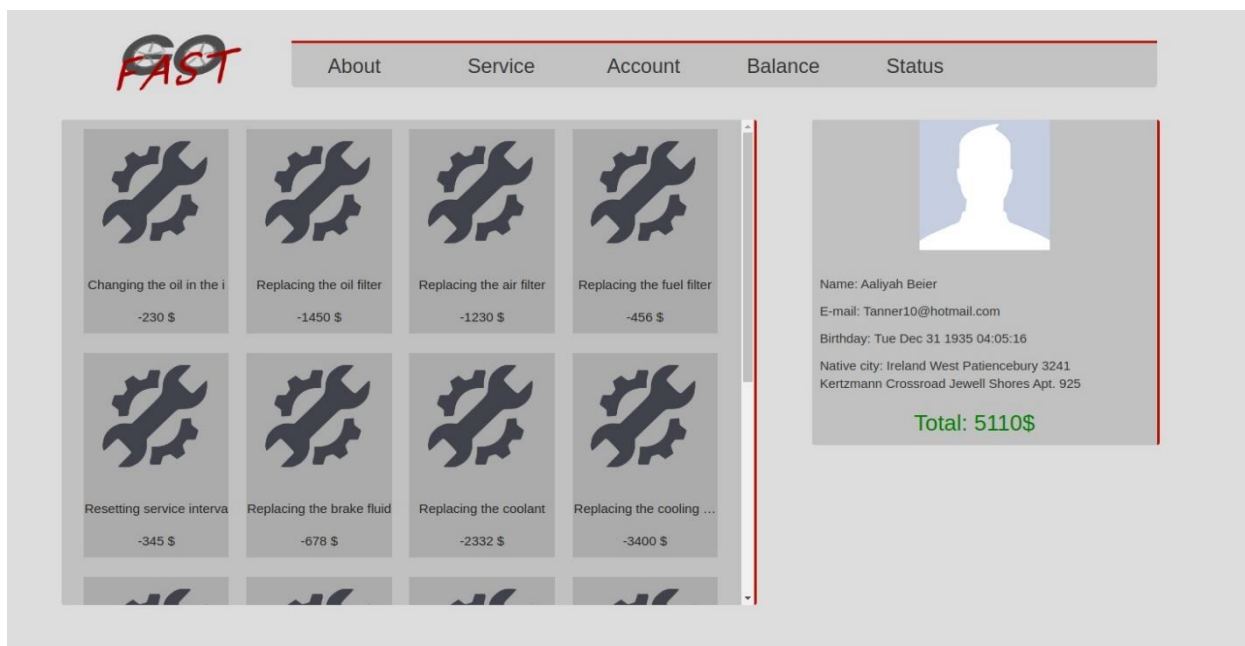 GO
FAST
About Service Account Balance Status
Changing the oil in the i
-230 $
Replacing the oil filter
-1450 $
Replacing the air filter
-1230 $
Replacing the fuel filter
-456 $
Resetting service interva
-345 $
Replacing the brake fluid
-678 $
Replacing the coolant
-2332 $
Replacing the cooling ...
-3400 $
Name: Aaliyah Beier
E-mail: Tanner10@hotmail.com
Birthday: Tue Dec 31 1935 04:05:16
Native city: Ireland West Patiencebury 3241
Kertzmann Crossroad Jewell Shores Apt. 925
Total: 5110$